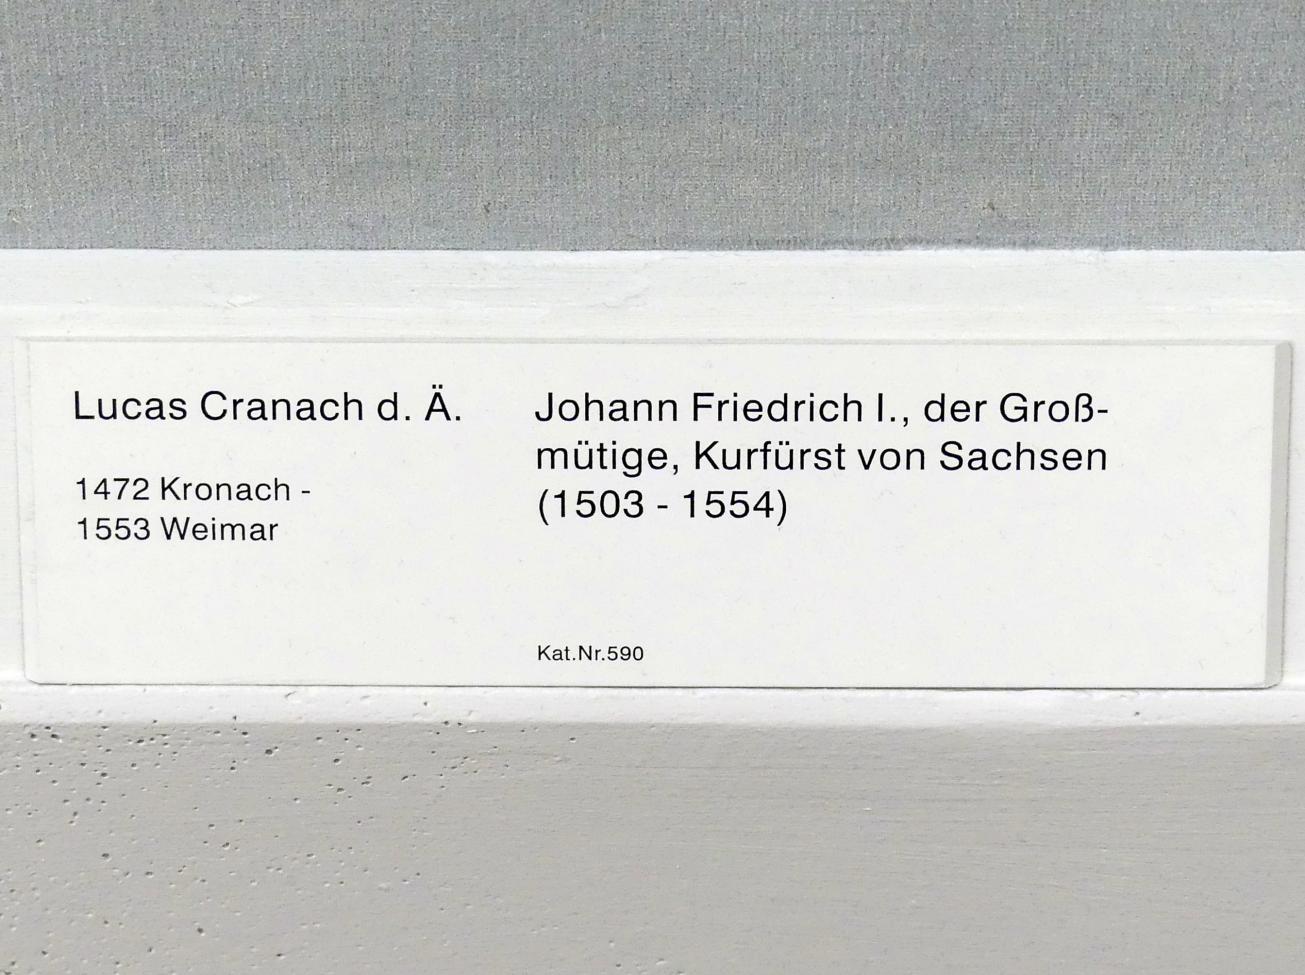 Lucas Cranach d. Ä.
1472 Kronach -
1553 Weimar
Johann Friedrich I., der Groß-
mütige, Kurfürst von Sachsen
(1503 - 1554)
Kat.Nr.590